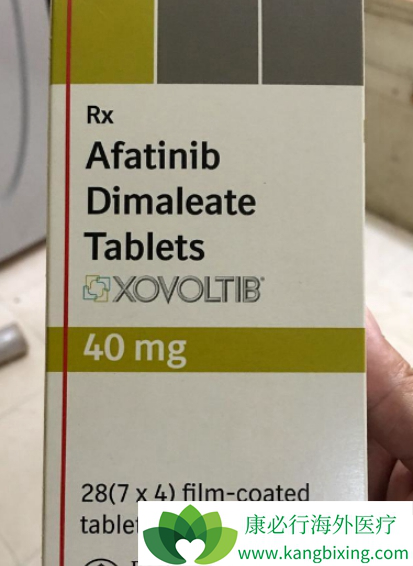 Rx
Afatinib
Dimaleate
Tablets
XOVOLTIB
40 mg
28(7 x 4) film-coated
康必行海外医疗
www.kangbixing.com